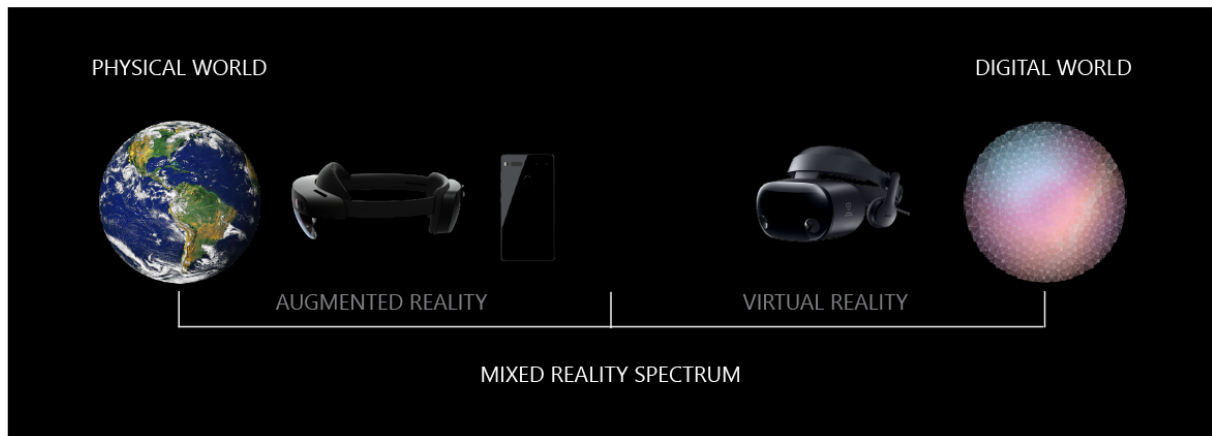 PHYSICAL WORLD
DIGITAL WORLD
AUGMENTED REALITY
VIRTUAL REALITY
MIXED REALITY SPECTRUM